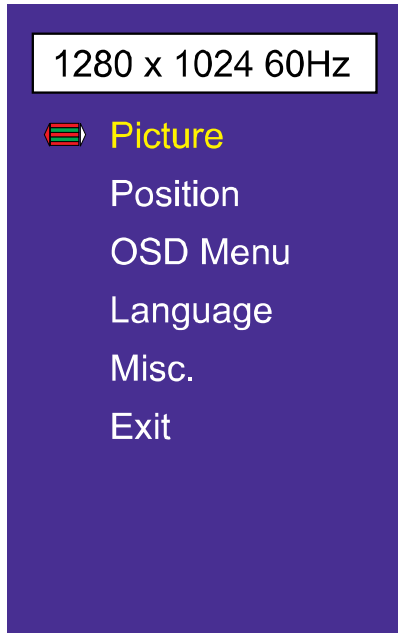 1280 x 1024 60Hz
Picture
Position
OSD Menu
Language
Misc.
Exit